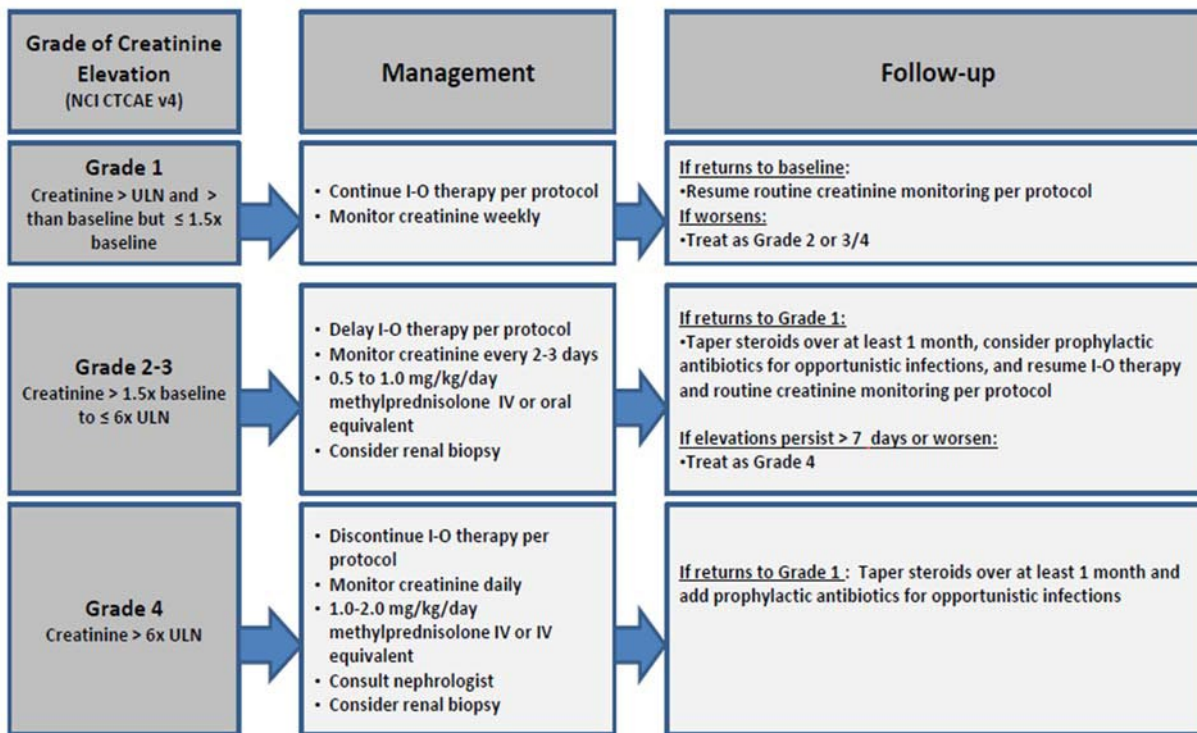 Grade of Creatinine
Elevation
(NCI CTCAE v4)
Management
Follow-up
Grade 1
Creatinine > ULN and >
than baseline but ≤ 1.5x
baseline
• Continue I-O therapy per protocol
• Monitor creatinine weekly
If returns to baseline:
•Resume routine creatinine monitoring per protocol
If worsens:
•Treat as Grade 2 or 3/4
Grade 2-3
Creatinine > 1.5x baseline
to ≤ 6x ULN
• Delay I-O therapy per protocol
• Monitor creatinine every 2-3 days
• 0.5 to 1.0 mg/kg/day
methylprednisolone IV or oral
equivalent
• Consider renal biopsy
If returns to Grade 1:
•Taper steroids over at least 1 month, consider prophylactic
antibiotics for opportunistic infections, and resume I-O therapy
and routine creatinine monitoring per protocol
If elevations persist > 7 days or worsen:
•Treat as Grade 4
Grade 4
Creatinine > 6x ULN
• Discontinue I-O therapy per
protocol
• Monitor creatinine daily
• 1.0-2.0 mg/kg/day
methylprednisolone IV or IV
equivalent
• Consult nephrologist
• Consider renal biopsy
If returns to Grade 1 : Taper steroids over at least 1 month and
add prophylactic antibiotics for opportunistic infections